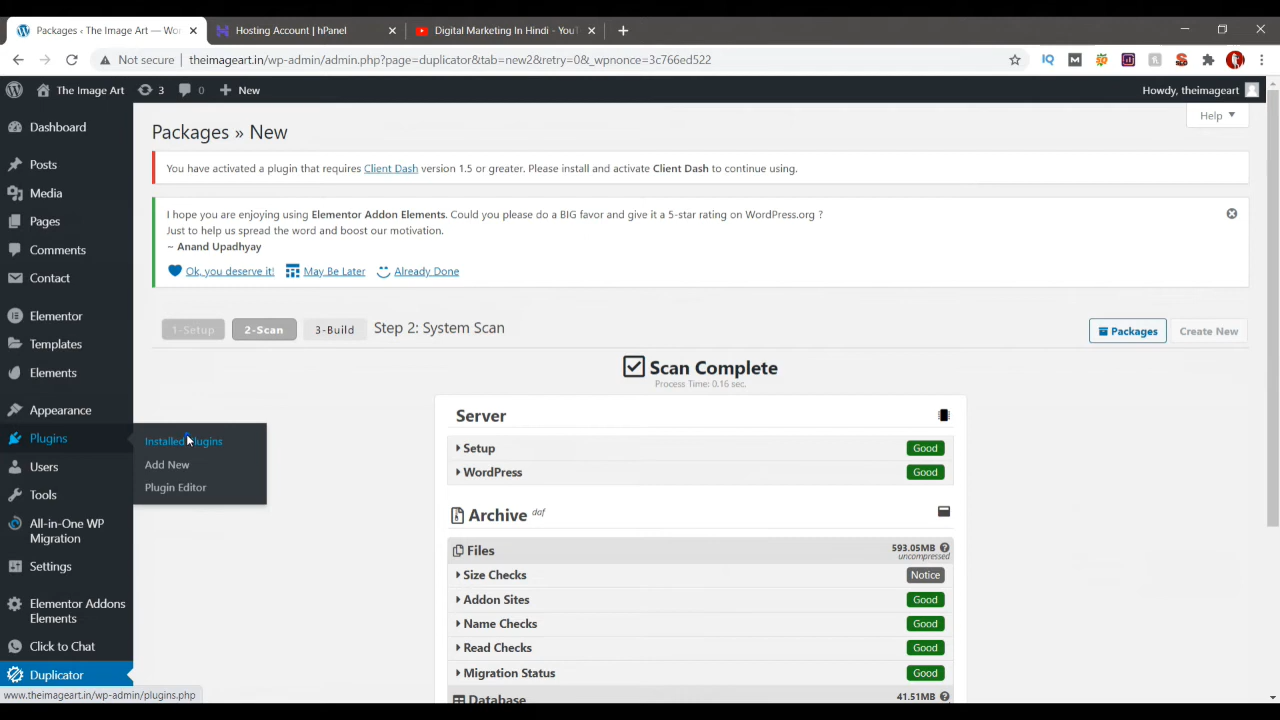 Packages ‹ The Image Art — Wor
Hosting Account | hPanel
Digital Marketing In Hindi - YouT
Not secure
theimageart.in/wp-admin/admin.php?page=duplicator&tab=new2&retry=0&_wpnonce=3c766ed522
The Image Art
3
0
New
Howdy, theimageart
Help
Dashboard
Posts
Media
Pages
Comments
Contact
Elementor
Templates
Elements
Appearance
Plugins
Installed Plugins
Add New
Plugin Editor
Users
Tools
All-in-One WP
Migration
Settings
Elementor Addons
Elements
Click to Chat
Duplicator
www.theimageart.in/wp-admin/plugins.php
Packages » New
You have activated a plugin that requires Client Dash version 1.5 or greater. Please install and activate Client Dash to continue using.
I hope you are enjoying using Elementor Addon Elements. Could you please do a BIG favor and give it a 5-star rating on WordPress.org ?
Just to help us spread the word and boost our motivation.
~ Anand Upadhyay
Ok, you deserve it!
May Be Later
Already Done
1-Setup
2-Scan
3-Build
Step 2: System Scan
Packages
Create New
Scan Complete
Process Time: 0.16 sec.
Server
Setup Good
WordPress Good
Archive daf
Files 593.05MB
uncompressed
Size Checks Notice
Addon Sites Good
Name Checks Good
Read Checks Good
Migration Status Good
Database 41.51MB